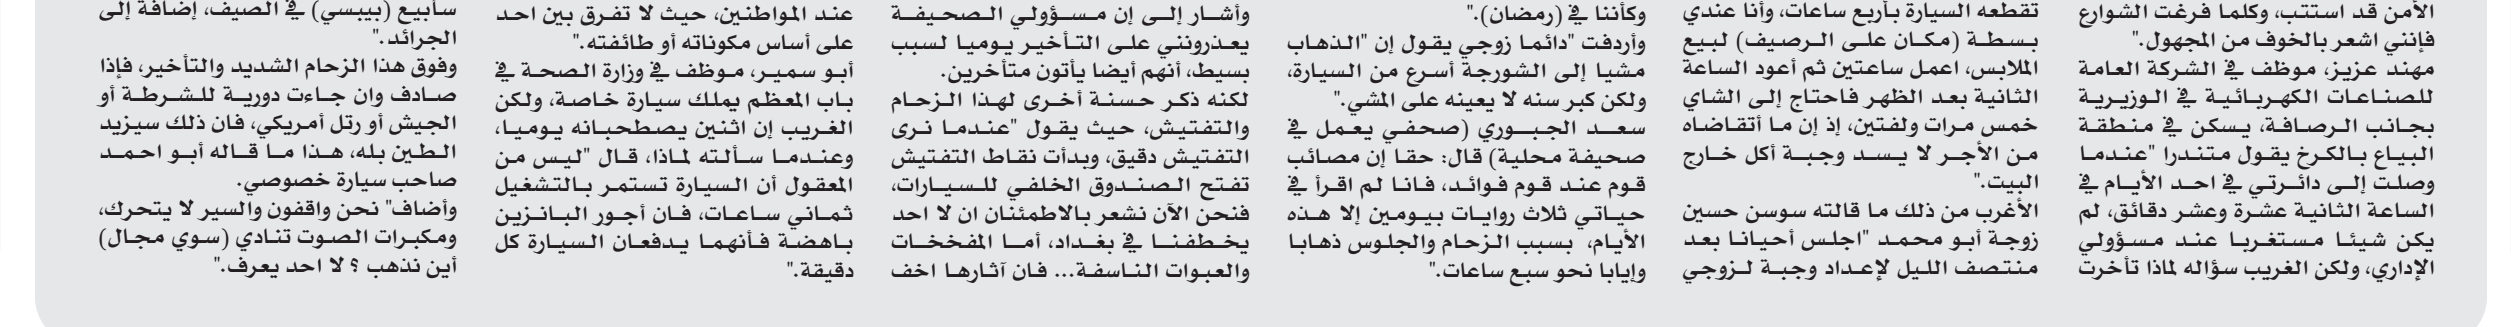 الأمن قد استتب، وكلما فرغت الشوارع
فإنني اشعر بالخوف من المجهول."
مهند عزيز، موظف في الشركة العامة
للصناعات الكهربائية في الوزيرية
بجانب الرصافة، يسكن في منطقة
البياع بالكرخ يقول متندرا "عندما
وصلت إلى دائرتي في احد الأيام في
الساعة الثانية عشرة وعشر دقائق، لم
يكن شيئا مستغربا عند مسؤولي
الإداري، ولكن الغريب سؤاله لماذا تأخرت
تقطعه السيارة بأربع ساعات، وأنا عندي
بسطة (مكان على الرصيف) لبيع
الملابس، اعمل ساعتين ثم أعود الساعة
الثانية بعد الظهر فاحتاج إلى الشاي
خمس مرات ولفتين، إذ إن ما أتقاضاه
من الأجر لا يسد وجبة أكل خارج
البيت."
الأغرب من ذلك ما قالته سوسن حسين
زوجة أبو محمد "اجلس أحيانا بعد
منتصف الليل لإعداد وجبة لزوجي
وكأننا في (رمضان)."
وأردفت "دائما زوجي يقول إن "الذهاب
مشيا إلى الشورجة أسرع من السيارة،
ولكن كبر سنه لا يعينه على المشي."
سعد الجبوري (صحفي يعمل في
صحيفة محلية) قال: حقا إن مصائب
قوم عند قوم فوائد، فانا لم اقرأ في
حياتي ثلاث روايات بيومين إلا هذه
الأيام، بسبب الزحام والجلوس ذهابا
وإيابا نحو سبع ساعات."
وأشار إلى إن مسؤولي الصحيفة
يعذرونني على التأخير يوميا لسبب
بسيط، أنهم أيضا يأتون متأخرين.
لكنه ذكر حسنة أخرى لهذا الزحام
والتفتيش، حيث يقول "عندما نرى
التفتيش دقيق، وبدأت نقاط التفتيش
تفتح الصندوق الخلفي للسيارات،
فنحن الآن نشعر بالاطمئنان ان لا احد
يخطفنا في بغداد، أما المفخخات
والعبوات الناسفة... فان آثارها اخف
عند المواطنين، حيث لا تفرق بين احد
على أساس مكوناته أو طائفته."
أبو سمير، موظف في وزارة الصحة في
باب المعظم يملك سيارة خاصة، ولكن
الغريب إن اثنين يصطحبانه يوميا،
وعندما سألته لماذا، قال "ليس من
المعقول أن السيارة تستمر بالتشغيل
ثماني ساعات، فان أجور البانزين
باهضة فأنهما يدفعان السيارة كل
دقيقة."
سأبيع (بيبسي) في الصيف، إضافة إلى
الجرائد."
وفوق هذا الزحام الشديد والتأخير، فإذا
صادف وان جاءت دورية للشرطة أو
الجيش أو رتل أمريكي، فان ذلك سيزيد
الطين بله، هذا ما قاله أبو احمد
صاحب سيارة خصوصي.
وأضاف" نحن واقفون والسير لا يتحرك،
ومكبرات الصوت تنادي (سوي مجال)
أين نذهب ؟ لا احد يعرف."